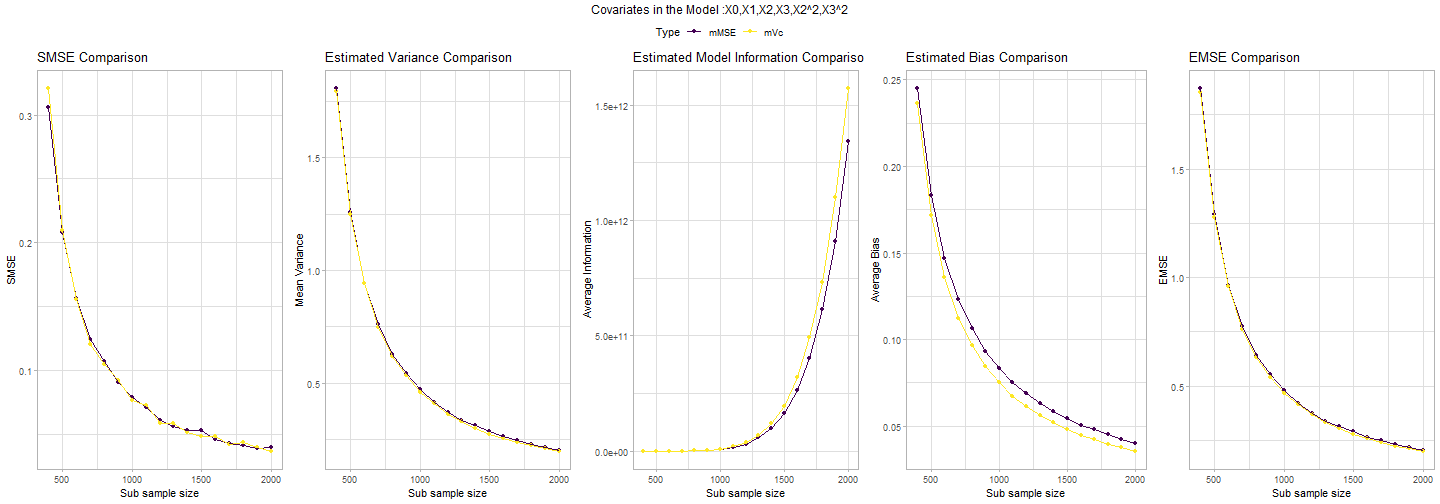 Covariates in the Model :X0,X1,X2,X3,X2^2,X3^2
Type mMSE mVc
SMSE Comparison
SMSE
0.3
0.2
0.1
500 1000 1500 2000
Sub sample size
Estimated Variance Comparison
Mean Variance
1.5
1.0
0.5
500 1000 1500 2000
Sub sample size
Estimated Model Information Compariso
Average Information
1.5e+12
1.0e+12
5.0e+11
0.0e+00
500 1000 1500 2000
Sub sample size
Estimated Bias Comparison
Average Bias
0.25
0.20
0.15
0.10
0.05
500 1000 1500 2000
Sub sample size
EMSE Comparison
EMSE
1.5
1.0
0.5
500 1000 1500 2000
Sub sample size